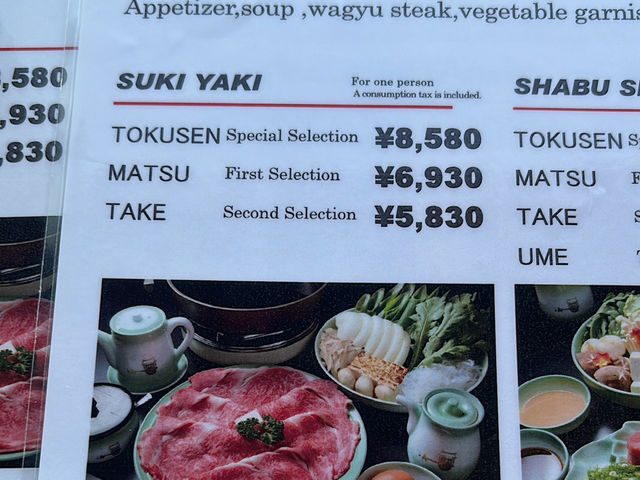 Appetizer,soup ,wagyu steak,vegetable
,580
,930
,830
SUKI YAKI
For one person
A consumption tax is included.
TOKUSEN Special Selection ¥8,580
MATSU First Selection ¥6,930
TAKE Second Selection ¥5,830
SHABU
TOKUSEN
MATSU
TAKE
UME